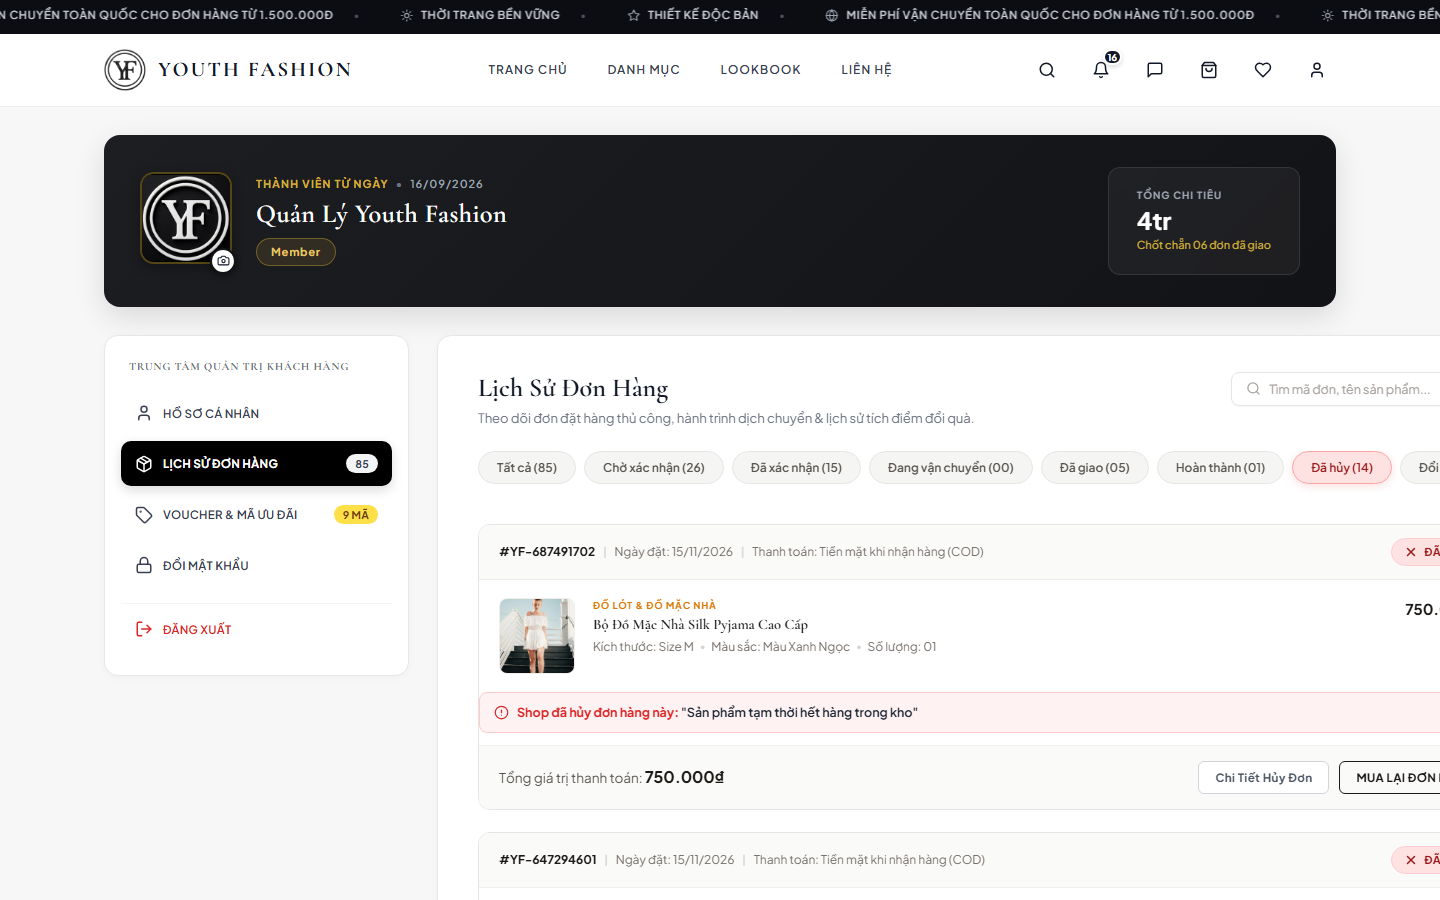 N CHUYỂN TOÀN QUỐC CHO ĐƠN HÀNG TỪ 1.500.000Đ • THỜI TRANG BỀN VỮNG • THIẾT KẾ ĐỘC BẢN • MIỄN PHÍ VẬN CHUYỂN TOÀN QUỐC CHO ĐƠN HÀNG TỪ 1.500.000Đ • THỜI TRANG BỀN
YF YOUTH FASHION TRANG CHỦ DANH MỤC LOOKBOOK LIÊN HỆ 16
YF
THÀNH VIÊN TỪ NGÀY • 16/09/2026
Quản Lý Youth Fashion
Member
TỔNG CHI TIÊU
4tr
Chốt chẵn 06 đơn đã giao
TRUNG TÂM QUẢN TRỊ KHÁCH HÀNG
HỒ SƠ CÁ NHÂN
LỊCH SỬ ĐƠN HÀNG 85
VOUCHER & MÃ ƯU ĐÃI 9 MÃ
ĐỔI MẬT KHẨU
ĐĂNG XUẤT
Lịch Sử Đơn Hàng
Tìm mã đơn, tên sản phẩm...
Theo dõi đơn đặt hàng thủ công, hành trình dịch chuyển & lịch sử tích điểm đổi quà.
Tất cả (85) Chờ xác nhận (26) Đã xác nhận (15) Đang vận chuyển (00) Đã giao (05) Hoàn thành (01) Đã hủy (14) Đổi
#YF-687491702 | Ngày đặt: 15/11/2026 | Thanh toán: Tiền mặt khi nhận hàng (COD) ĐÃ
ĐỒ LÓT & ĐỒ MẶC NHÀ
Bộ Đồ Mặc Nhà Silk Pyjama Cao Cấp
750.
Kích thước: Size M • Màu sắc: Màu Xanh Ngọc • Số lượng: 01
Shop đã hủy đơn hàng này: "Sản phẩm tạm thời hết hàng trong kho"
Tổng giá trị thanh toán: 750.000₫ Chi Tiết Hủy Đơn MUA LẠI ĐƠN
#YF-647294601 | Ngày đặt: 15/11/2026 | Thanh toán: Tiền mặt khi nhận hàng (COD) ĐÃ